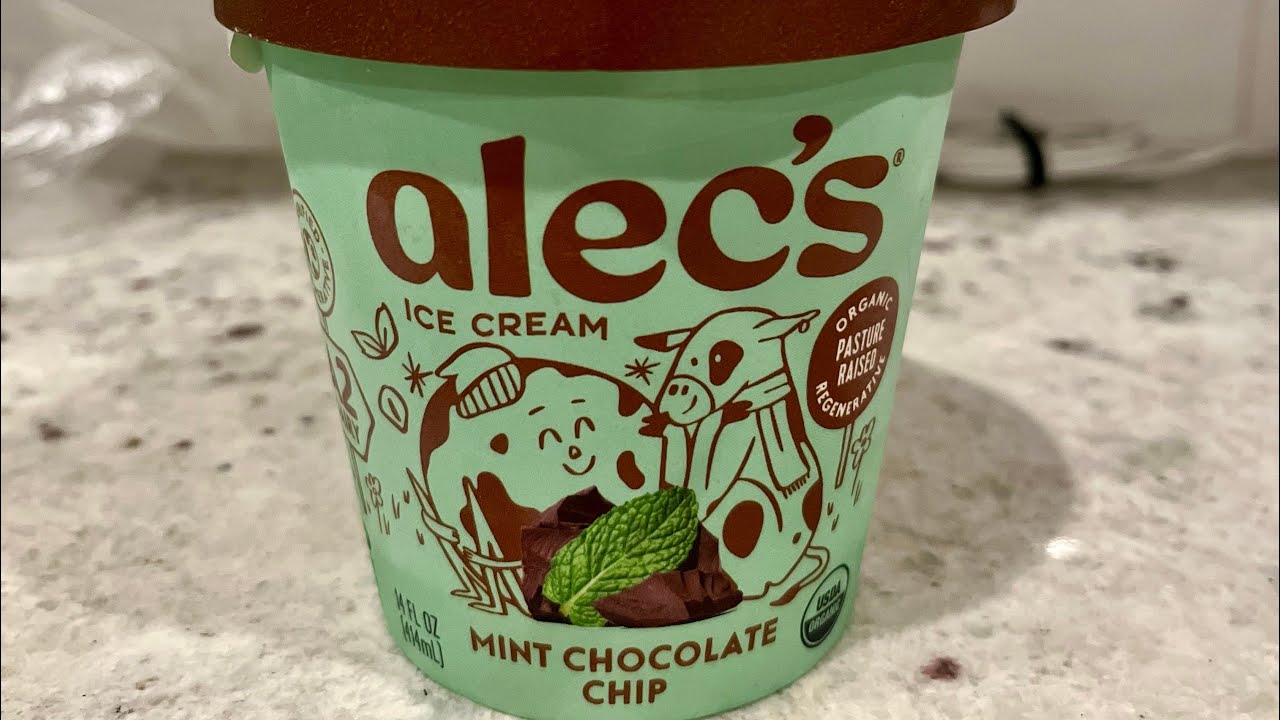 alec's®
ICE CREAM
ORGANIC
PASTURE
RAISED
REGENERATIVE
14 FL OZ
(414mL)
USDA
ORGANIC
MINT CHOCOLATE
CHIP